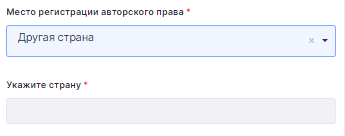 Место регистрации авторского права *
Другая страна
Укажите страну *